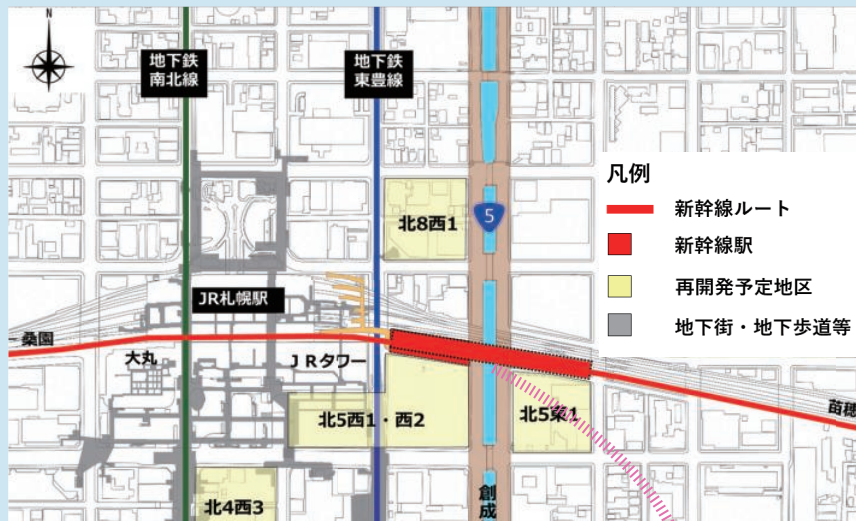 N
地下鉄
南北線
地下鉄
東豊線
凡例
新幹線ルート
新幹線駅
再開発予定地区
地下街・地下歩道等
5
北8西1
JR札幌駅
桑園
大丸
JRタワー
北5西1・西2
北5東1
苗穂
北4西3
創成